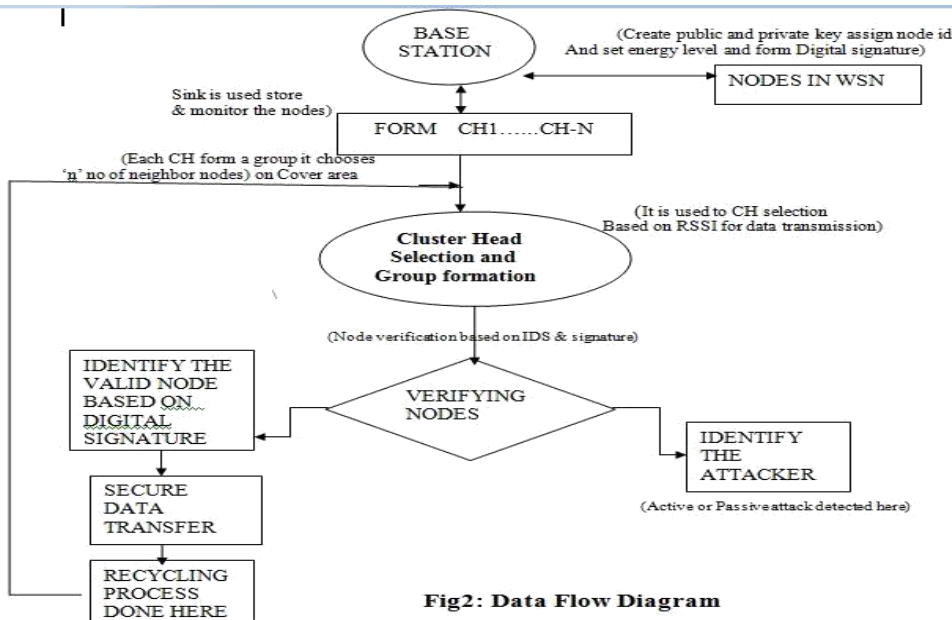 BASE
STATION
(Create public and private key assign node id
And set energy level and form Digital signature)
NODES IN WSN
Sink is used store
& monitor the nodes)
FORM CH1......CH-N
(Each CH form a group it chooses
'n' no of neighbor nodes) on Cover area
(It is used to CH selection
Based on RSSI for data transmission)
Cluster Head
Selection and
Group formation
(Node verification based on IDS & signature)
VERIFYING
NODES
IDENTIFY THE
VALID NODE
BASED ON
DIGITAL
SIGNATURE
IDENTIFY
THE
ATTACKER
(Active or Passive attack detected here)
SECURE
DATA
TRANSFER
RECYCLING
PROCESS
DONE HERE
Fig2: Data Flow Diagram